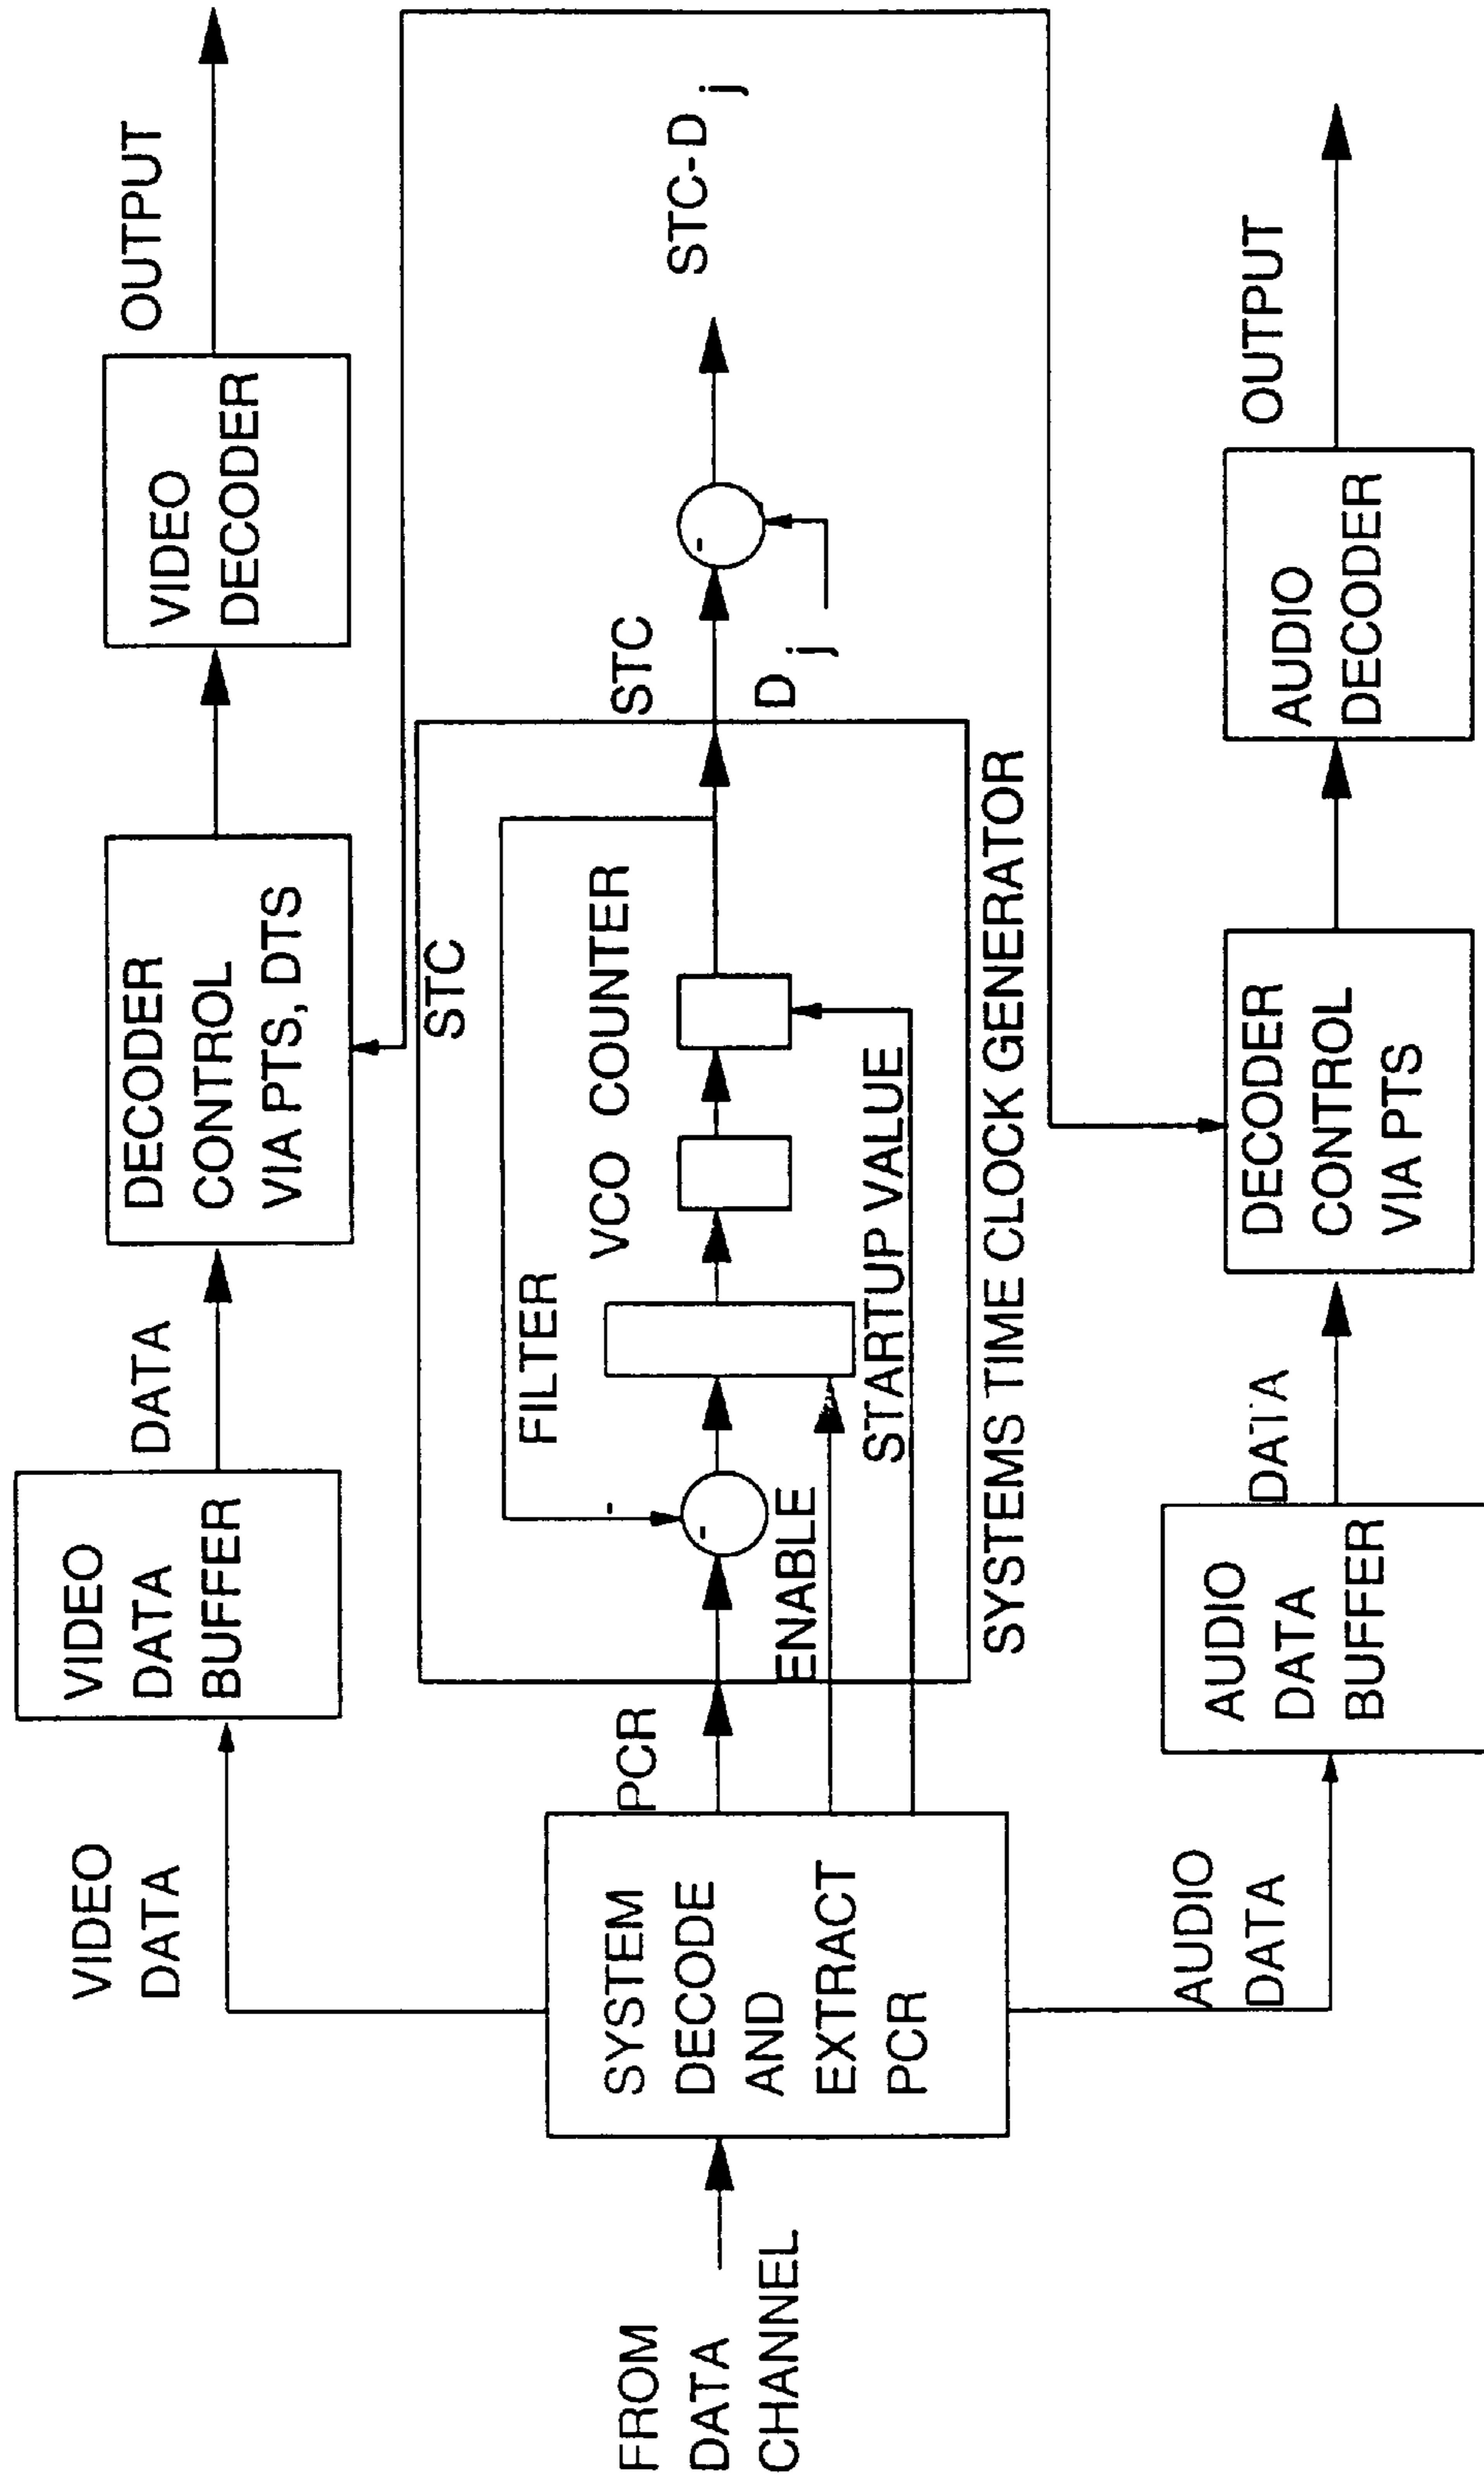 FROM
DATA
CHANNEL
SYSTEM
DECODE
AND
EXTRACT
PCR
VIDEO
DATA
VIDEO
DATA
BUFFER
DATA
DECODER
CONTROL
VIA PTS, DTS
VIDEO
DECODER
OUTPUT
PCR
ENABLE
-
-
FILTER
VCO COUNTER
STARTUP VALUE
STC
SYSTEMS TIME CLOCK GENERATOR
STC
D j
-
STC-D j
AUDIO
DATA
AUDIO
DATA
BUFFER
DATA
DECODER
CONTROL
VIA PTS
AUDIO
DECODER
OUTPUT